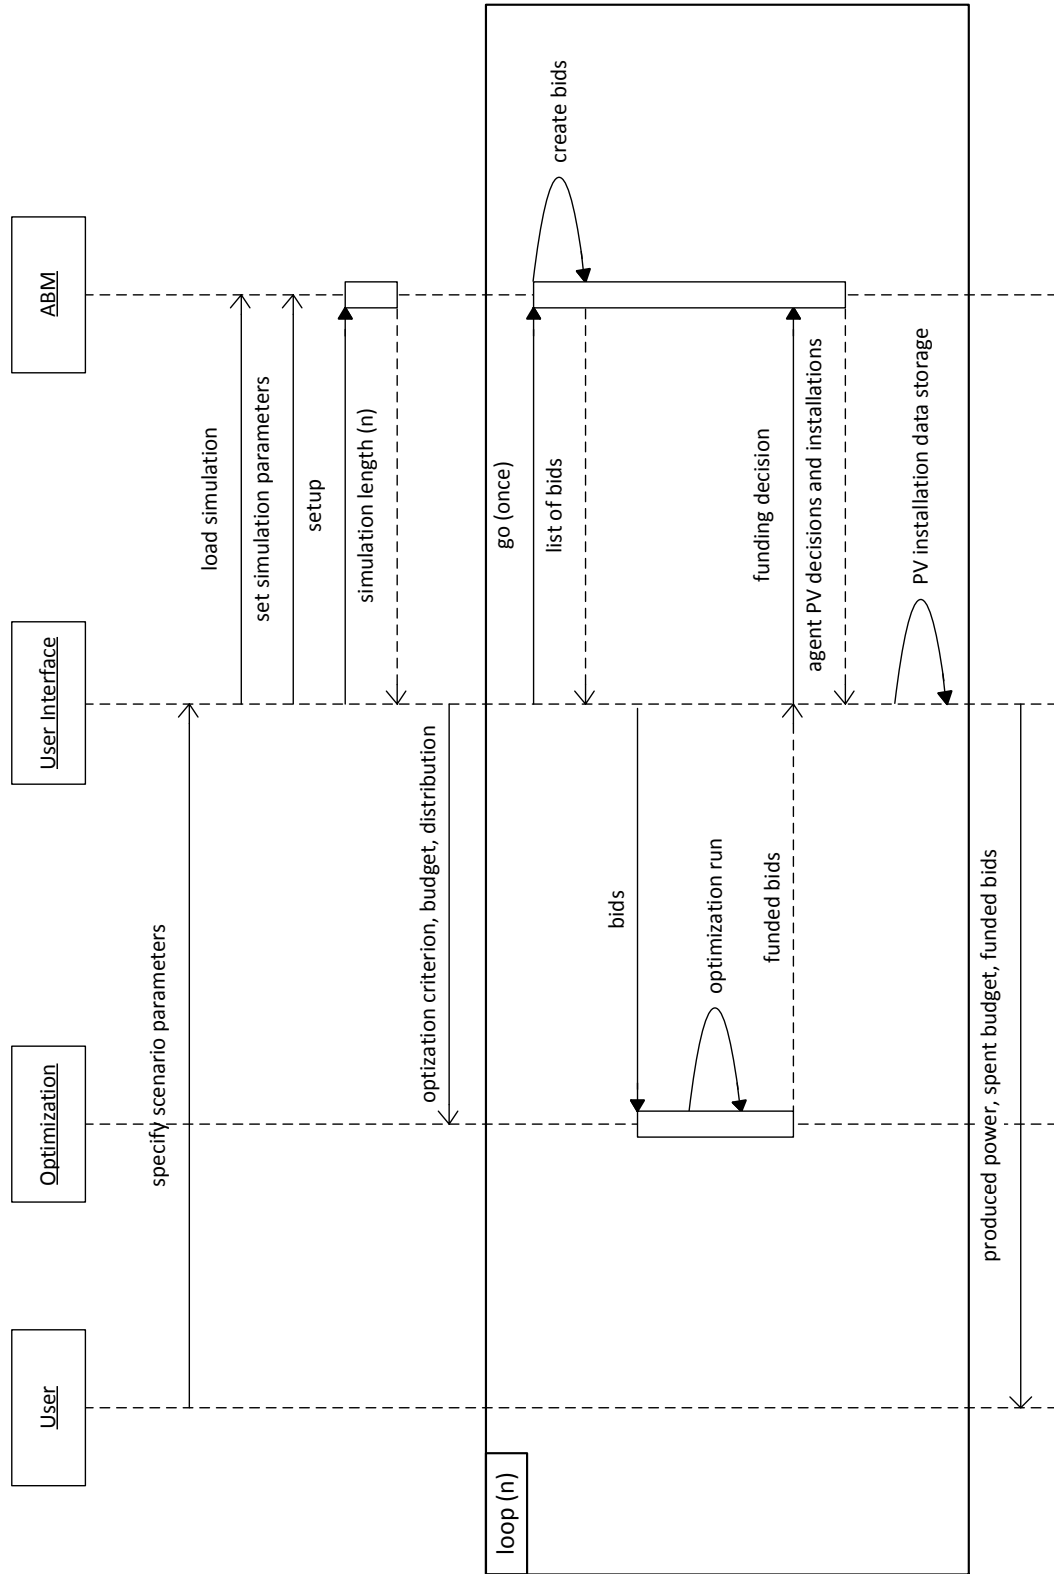 User
Optimization
User Interface
ABM
specify scenario parameters
load simulation
set simulation parameters
setup
simulation length (n)
optization criterion, budget, distribution
loop (n)
go (once)
create bids
list of bids
bids
optimization run
funded bids
funding decision
agent PV decisions and installations
PV installation data storage
produced power, spent budget, funded bids